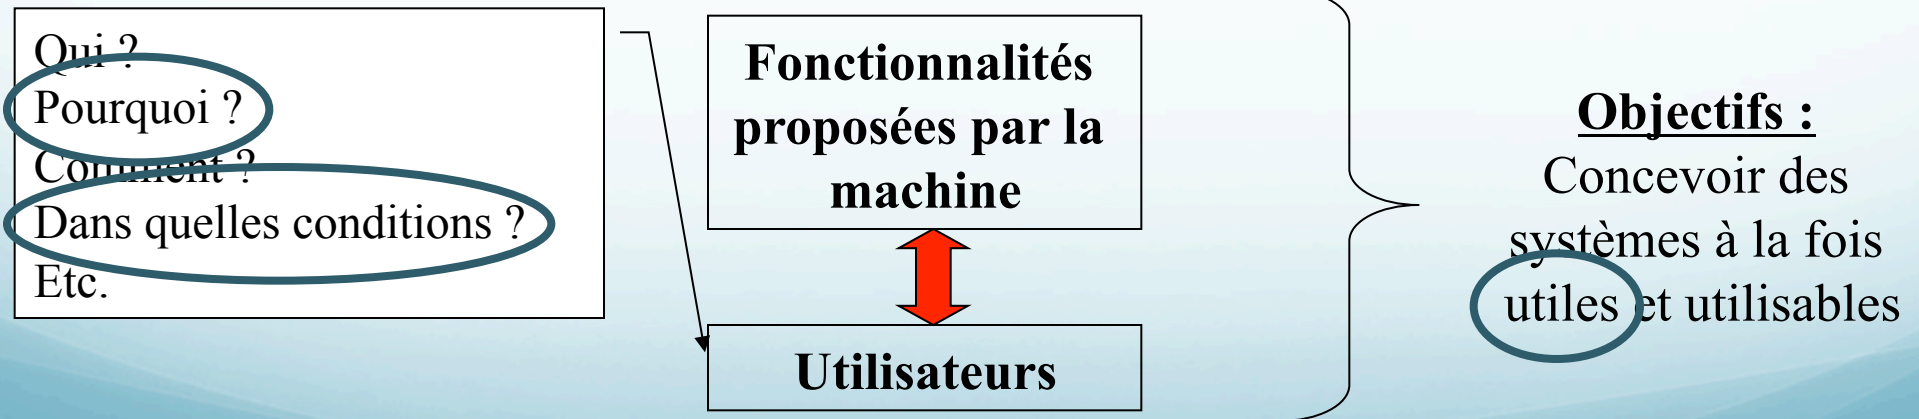 Qui ?
Pourquoi ?
Comment ?
Dans quelles conditions ?
Etc.
Fonctionnalités
proposées par la
machine
Utilisateurs
Objectifs :
Concevoir des
systèmes à la fois
utiles et utilisables